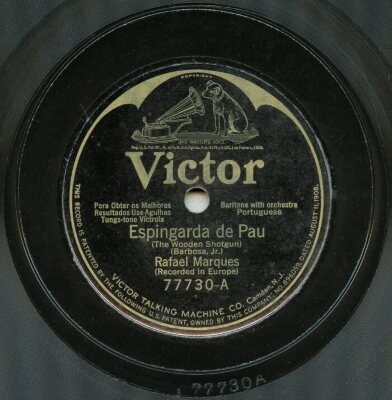 COPYRIGHT
"HIS MASTER'S VOICE"
Victor
Para Obter os Melhores
Resultados Use Agulhas
Tungs-tone Victrola
Baritone with orchestra
Portuguese
Espingarda de Pau
(The Wooden Shotgun)
(Barbosa, Jr.)
Rafael Marques
(Recorded in Europe)
77730-A
THIS RECORD IS PATENTED BY THE FOLLOWING U.S. PATENT, OWNED BY THIS COMPANY: NO. 896059 DATED AUGUST 11, 1908.
VICTOR TALKING MACHINE CO. Camden, N.J.
77730A